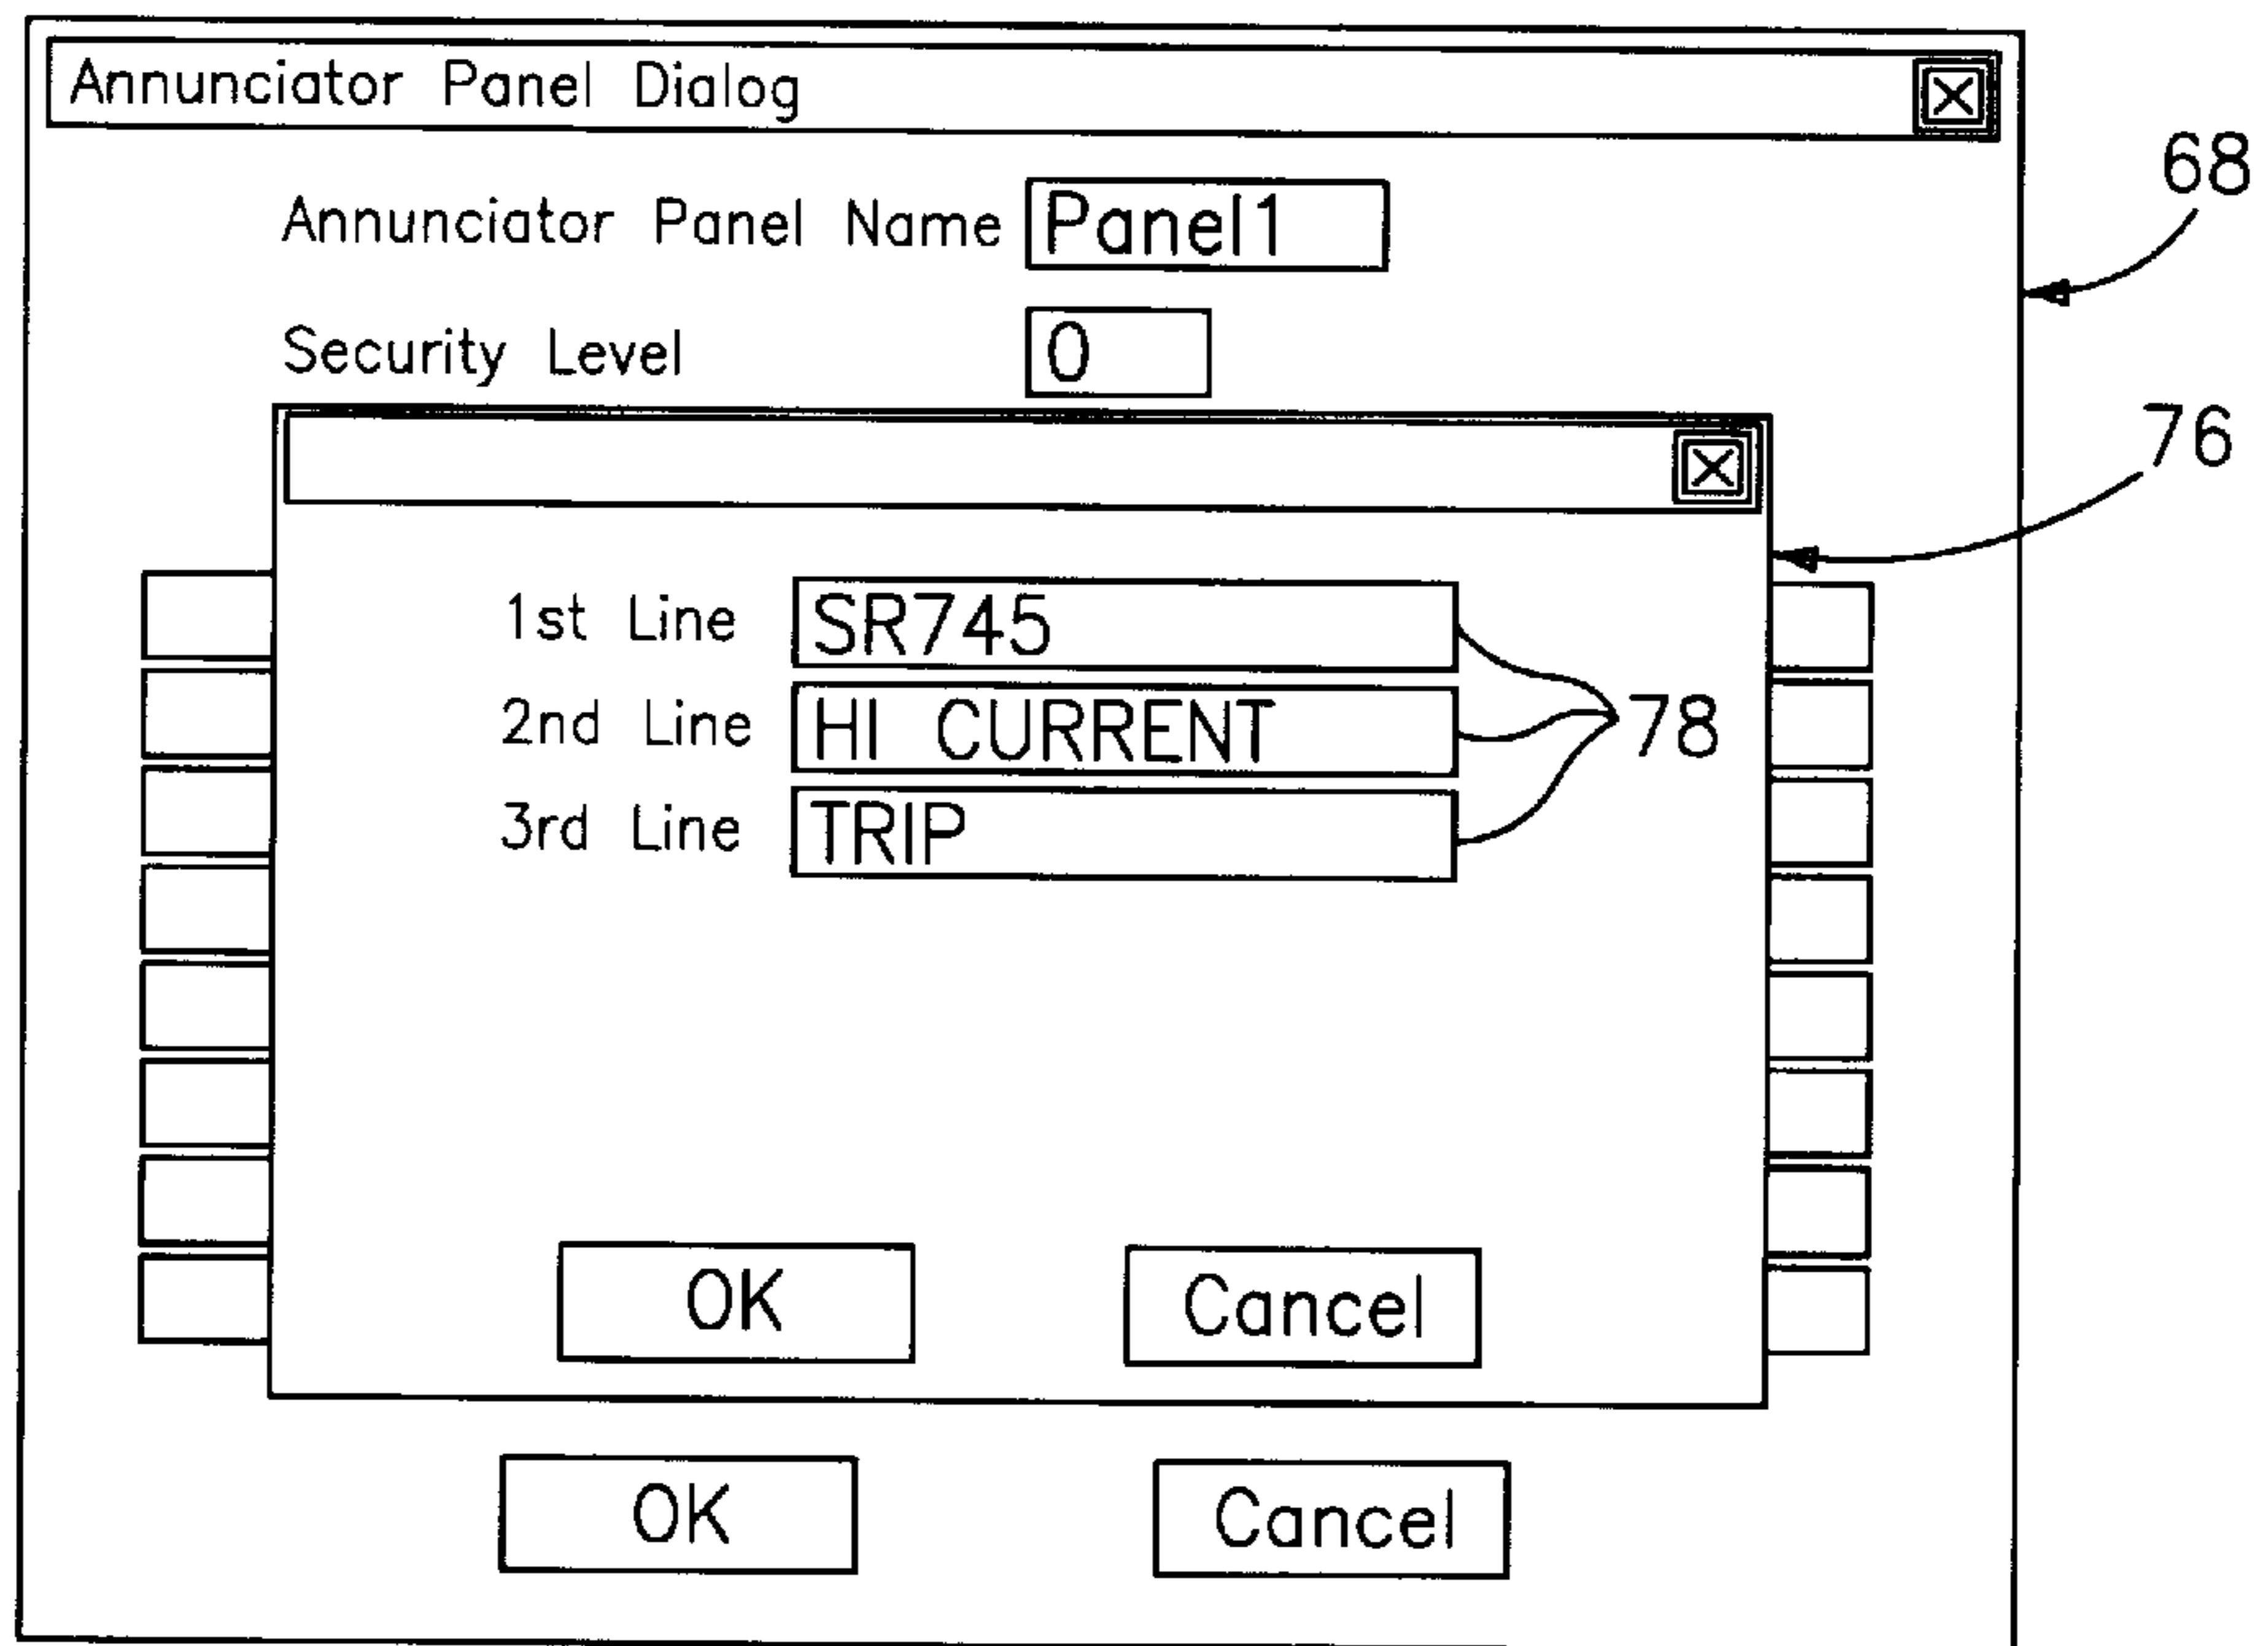 Annunciator Panel Dialog
68
Annunciator Panel Name Panel1
Security Level 0
76
1st Line SR745
2nd Line HI CURRENT
78
3rd Line TRIP
OK Cancel
OK Cancel